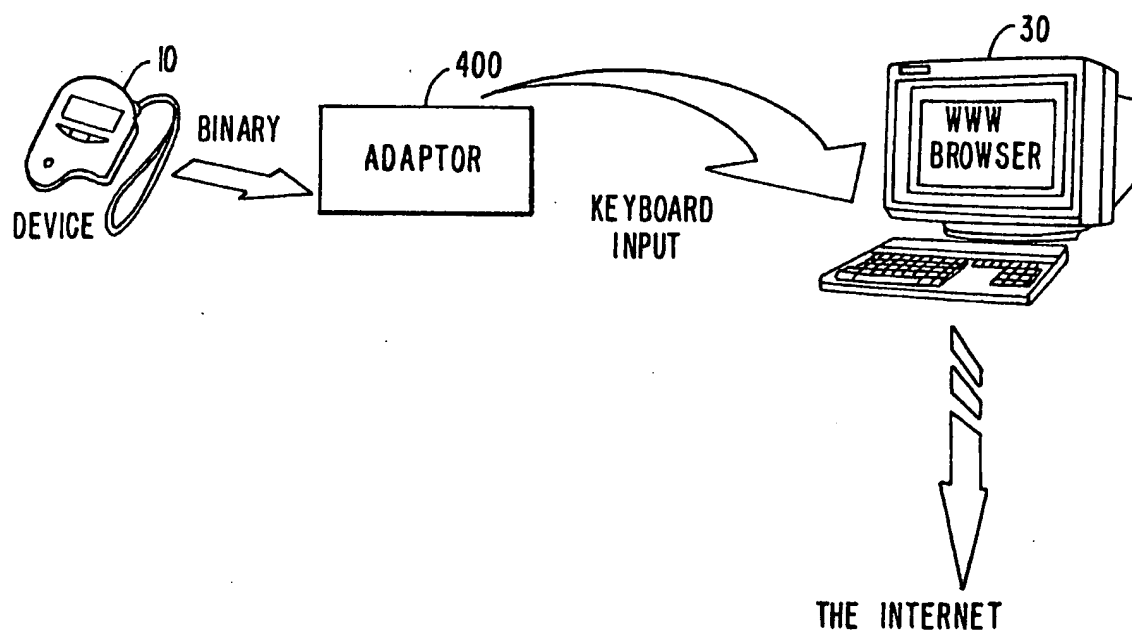 10
400
30
BINARY
ADAPTOR
WWW
BROWSER
DEVICE
KEYBOARD
INPUT
THE INTERNET